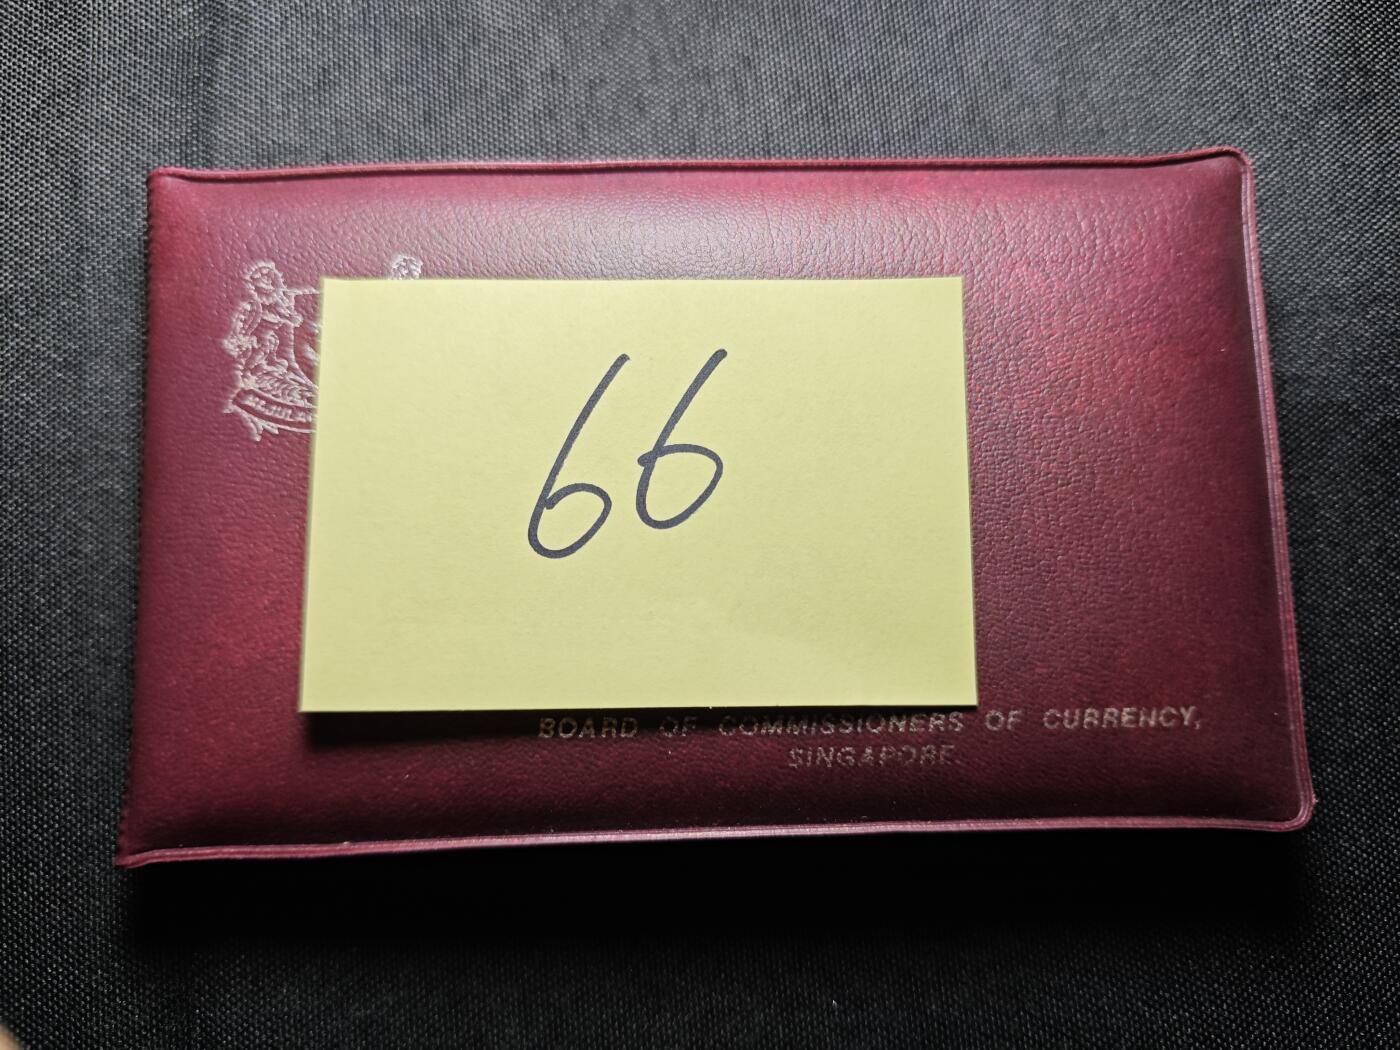 66
BOARD OF COMMISSIONERS OF CURRENCY,
SINGAPORE.